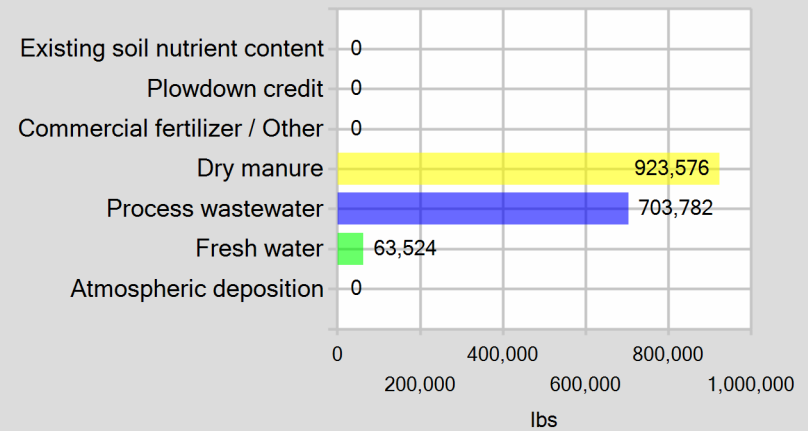 Existing soil nutrient content 0
Plowdown credit 0
Commercial fertilizer / Other 0
Dry manure 923,576
Process wastewater 703,782
Fresh water 63,524
Atmospheric deposition 0
0 400,000 800,000
200,000 600,000 1,000,000
lbs